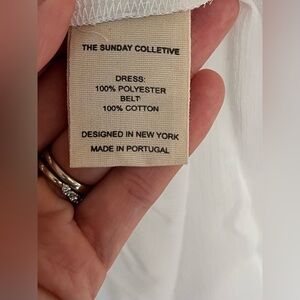 THE SUNDAY COLLETIVE
DRESS:
100% POLYESTER
BELT
100% COTTON
DESIGNED IN NEW YORK
MADE IN PORTUGAL